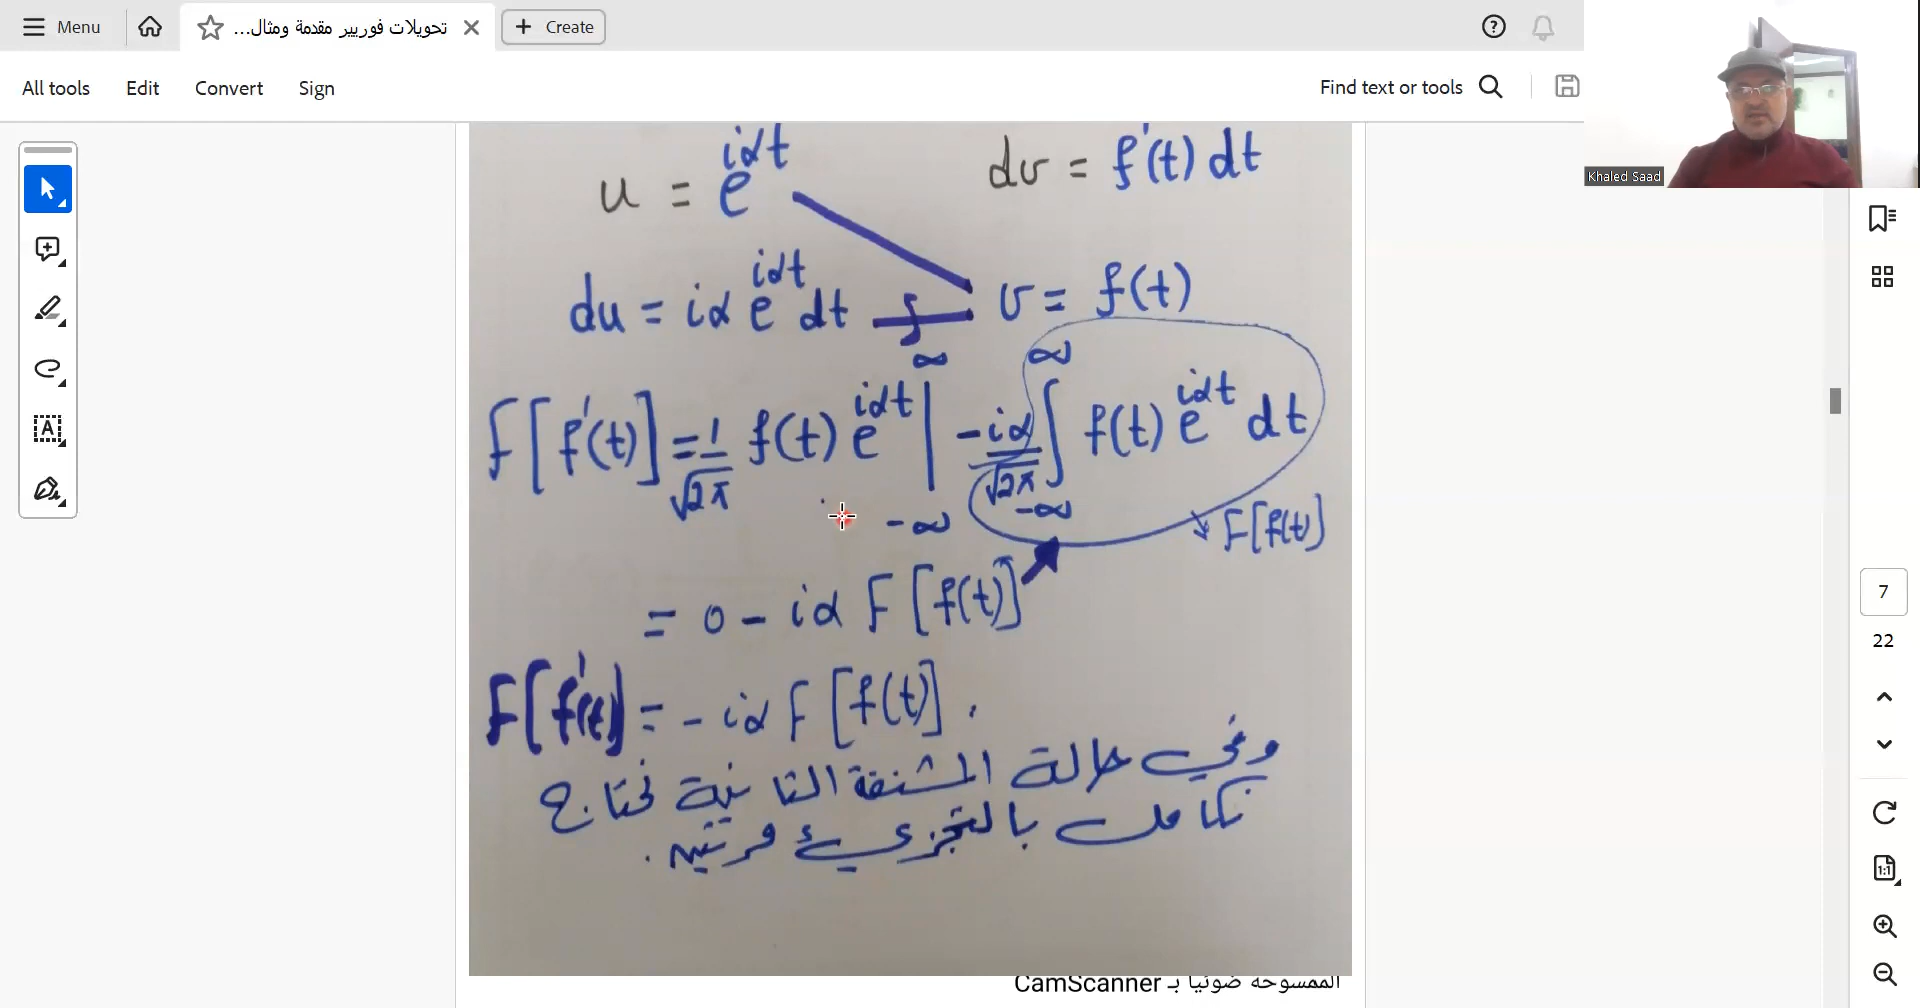 Menu
تحويلات فوريير مقدمة ومثال...
Create
All tools
Edit
Convert
Sign
Find text or tools
Khaled Saad
u = e^{iαt} dv = f'(t) dt
du = iα e^{iαt} dt ∫ v = f(t)
F[f'(t)] = 1/√2π f(t) e^{iαt} |_{-∞}^{∞} - iα/√2π ∫_{-∞}^{∞} f(t) e^{iαt} dt
F[f(t)]
= 0 - iα F[f(t)]
F[f'(t)] = - iα F[f(t)].
وفي حالة المشتقة الثانية نحتاج
تكامل بالتجزيء مرتين.
الممسوحة ضوئيا بـ CamScanner
7
22
1:1